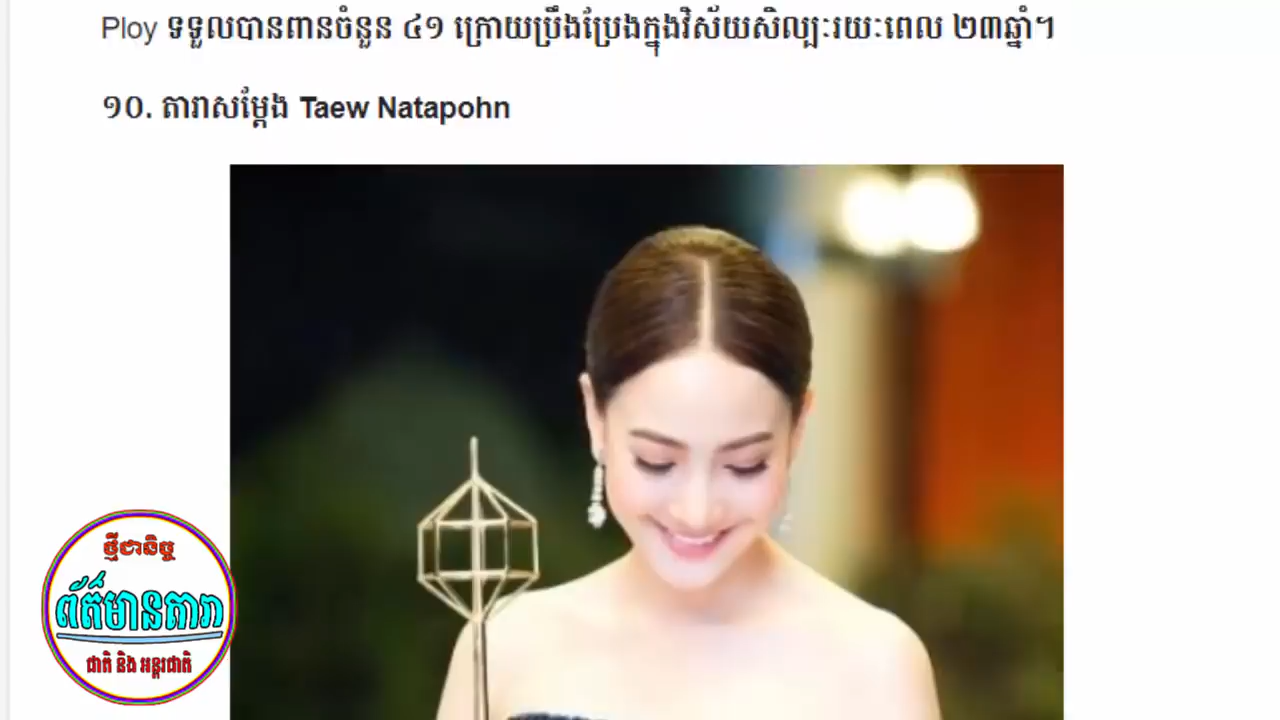 Ploy ទទួលបានពានចំនួន ៤១ ក្រោយប្រឹងប្រែងក្នុងវិស័យសិល្បៈរយៈពេល ២៣ឆ្នាំ។
១០. តារាសម្ដែង Taew Natapohn
ថ្មីជានិច្ច
ព័ត៌មានតារា
ជាតិ និង អន្តរជាតិ